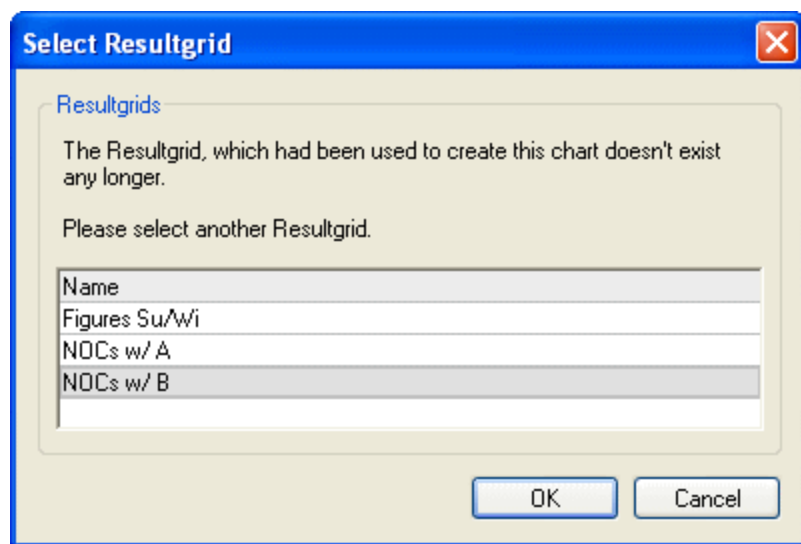 Select Resultgrid
Resultgrids
The Resultgrid, which had been used to create this chart doesn't exist
any longer.
Please select another Resultgrid.
Name
Figures Su/Wi
NOCs w/ A
NOCs w/ B
OK Cancel